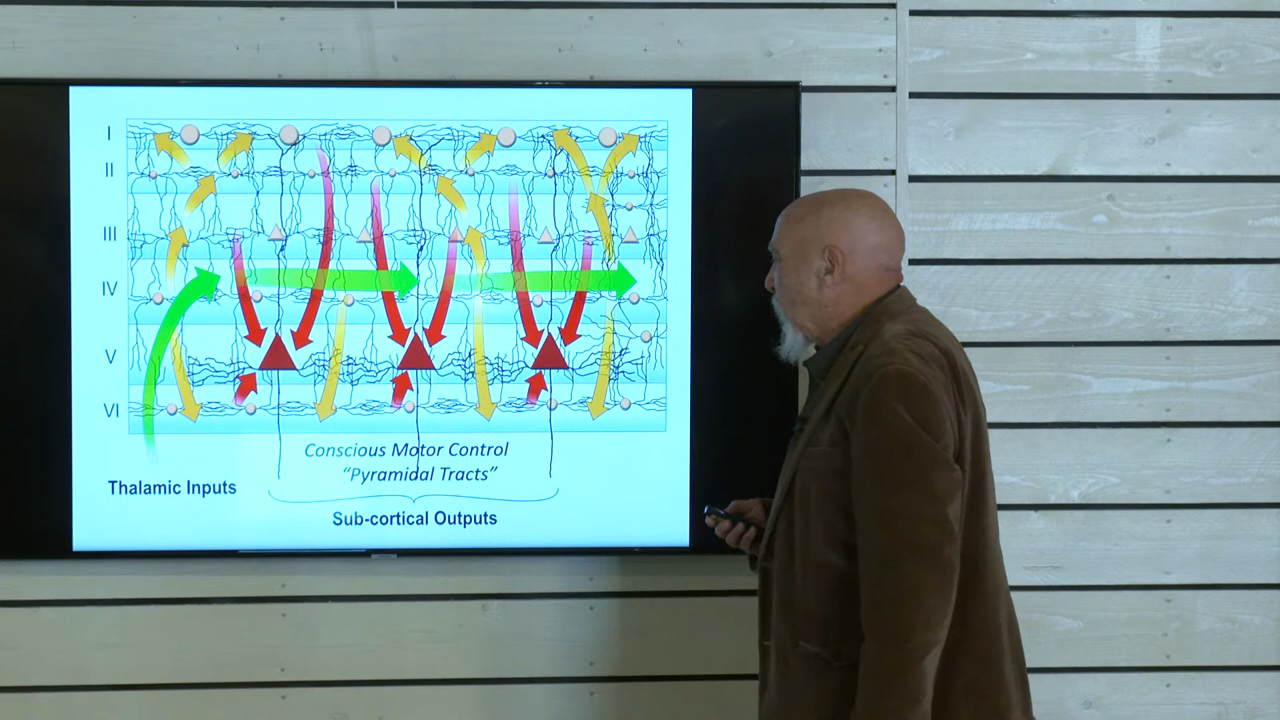 I
II
III
IV
V
VI
Conscious Motor Control
“Pyramidal Tracts”
Thalamic Inputs
Sub-cortical Outputs